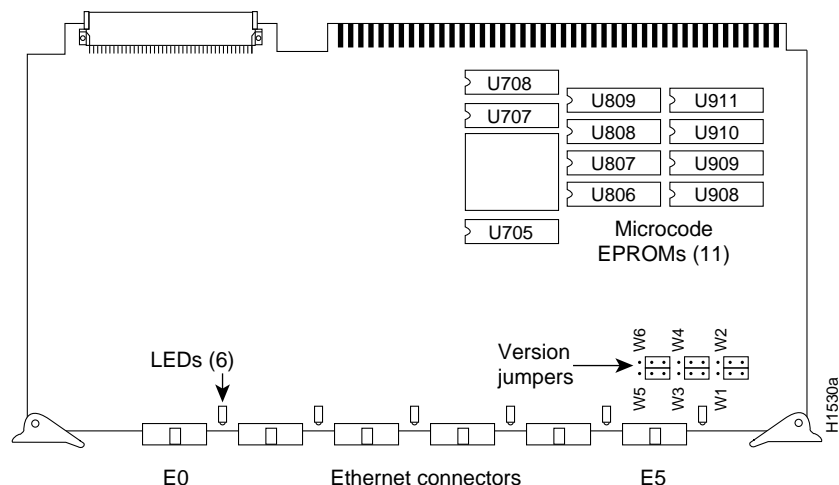 U708
U707
U705
U809
U808
U807
U806
U911
U910
U909
U908
Microcode
EPROMs (11)
LEDs (6)
Version
jumpers
W6
W4
W2
W5
W3
W1
H1530a
E0
Ethernet connectors
E5